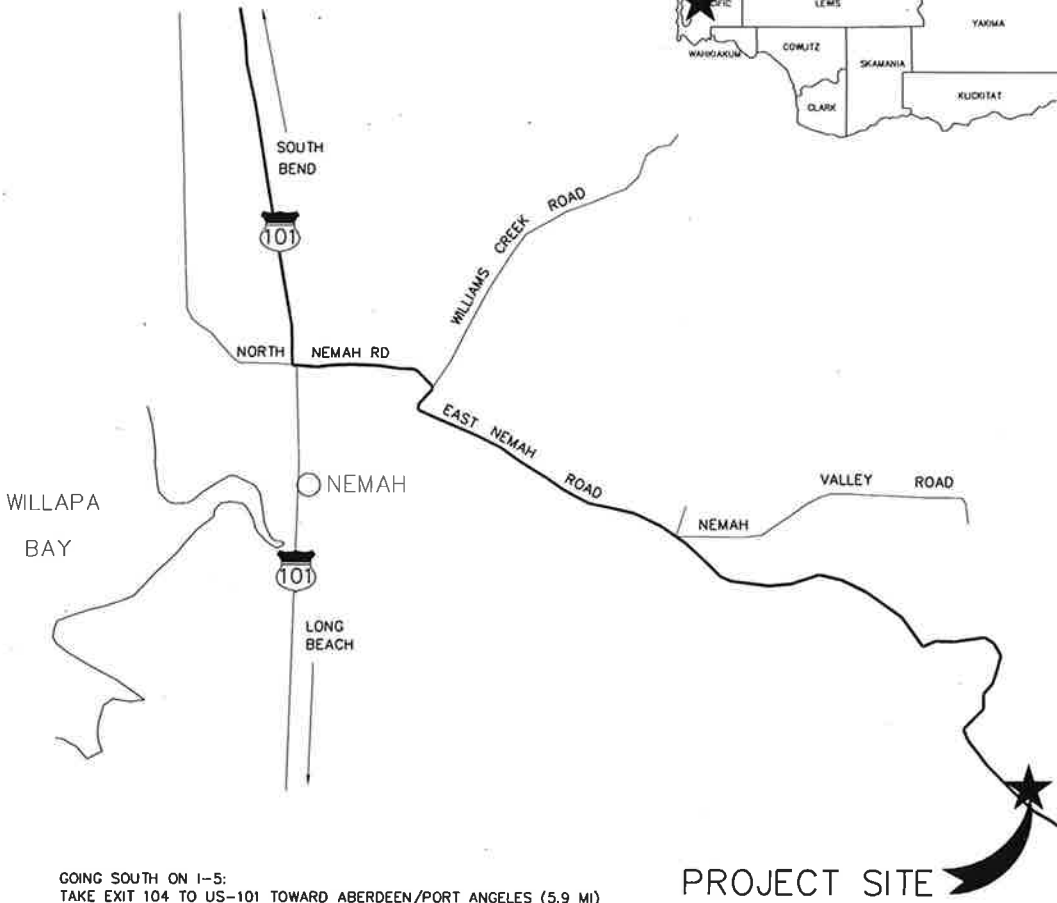 LEWIS
YAKIMA
WAHKIAKUM
COWLITZ
SKAMANIA
CLARK
KLICKITAT
SOUTH
BEND
101
WILLIAMS CREEK ROAD
NORTH NEMAH RD
EAST NEMAH ROAD
NEMAH
WILLAPA
BAY
NEMAH VALLEY ROAD
101
LONG
BEACH
PROJECT SITE
GOING SOUTH ON I-5:
TAKE EXIT 104 TO US-101 TOWARD ABERDEEN/PORT ANGELES (5.9 MI)